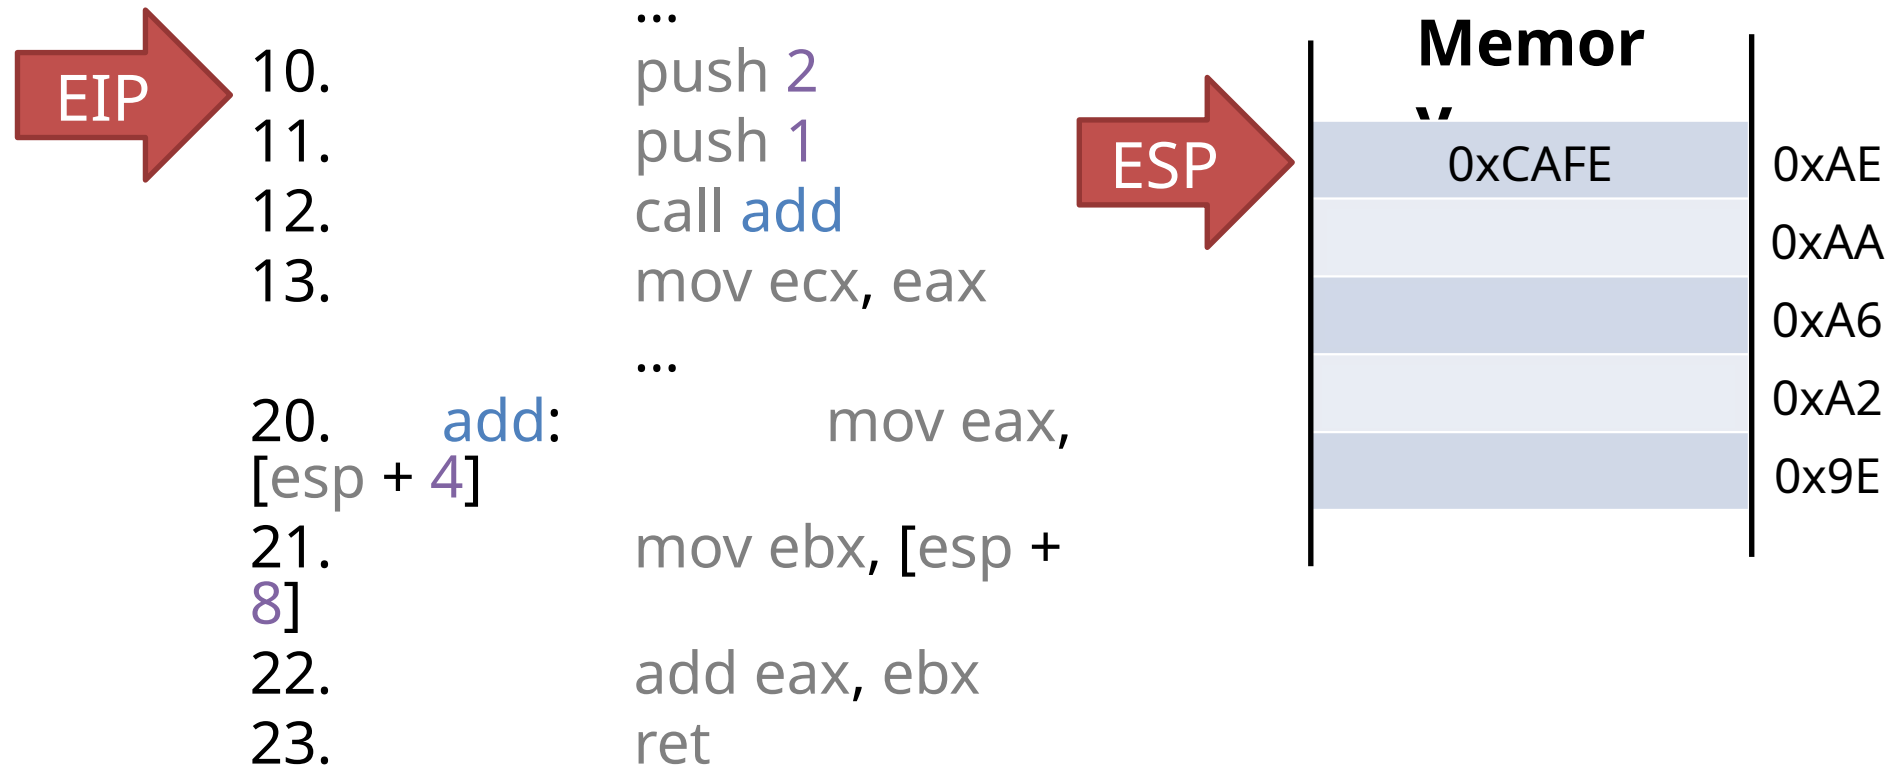 ...
EIP
10. push 2
11. push 1
12. call add
13. mov ecx, eax
...
20. add: mov eax,
[esp + 4]
21. mov ebx, [esp +
8]
22. add eax, ebx
23. ret
ESP
Memor
y
0xCAFE 0xAE
0xAA
0xA6
0xA2
0x9E